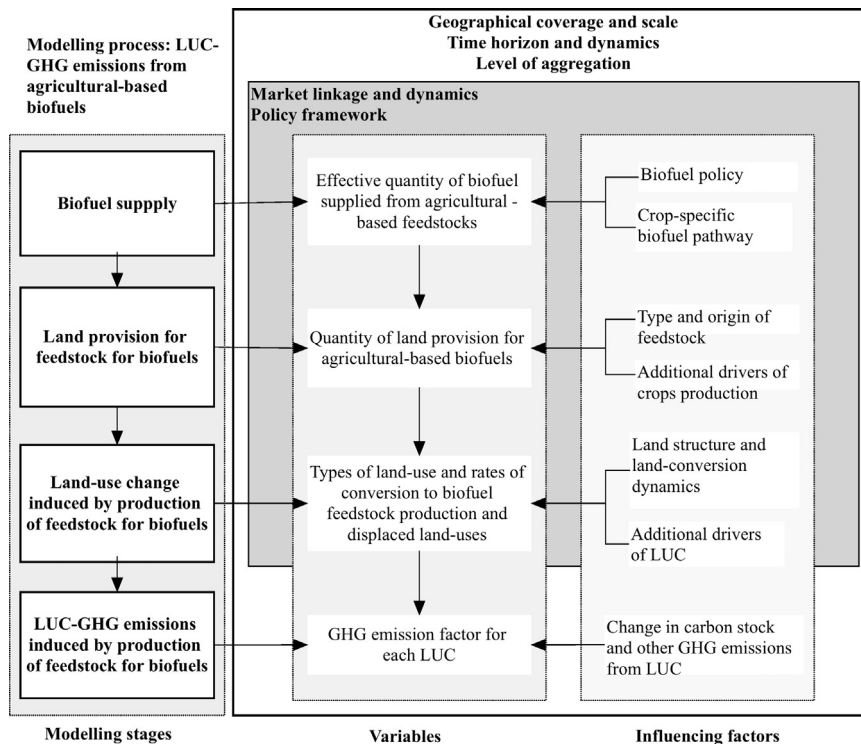 Modelling process: LUC-
GHG emissions from
agricultural-based
biofuels
Geographical coverage and scale
Time horizon and dynamics
Level of aggregation
Market linkage and dynamics
Policy framework
Biofuel suppply
Effective quantity of biofuel
supplied from agricultural -
based feedstocks
Biofuel policy
Crop-specific
biofuel pathway
Land provision for
feedstock for biofuels
Quantity of land provision for
agricultural-based biofuels
Type and origin of
feedstock
Additional drivers of
crops production
Land-use change
induced by production
of feedstock for biofuels
Types of land-use and rates of
conversion to biofuel
feedstock production and
displaced land-uses
Land structure and
land-conversion
dynamics
Additional drivers
of LUC
LUC-GHG emissions
induced by production
of feedstock for biofuels
GHG emission factor for
each LUC
Change in carbon stock
and other GHG emissions
from LUC
Modelling stages
Variables
Influencing factors